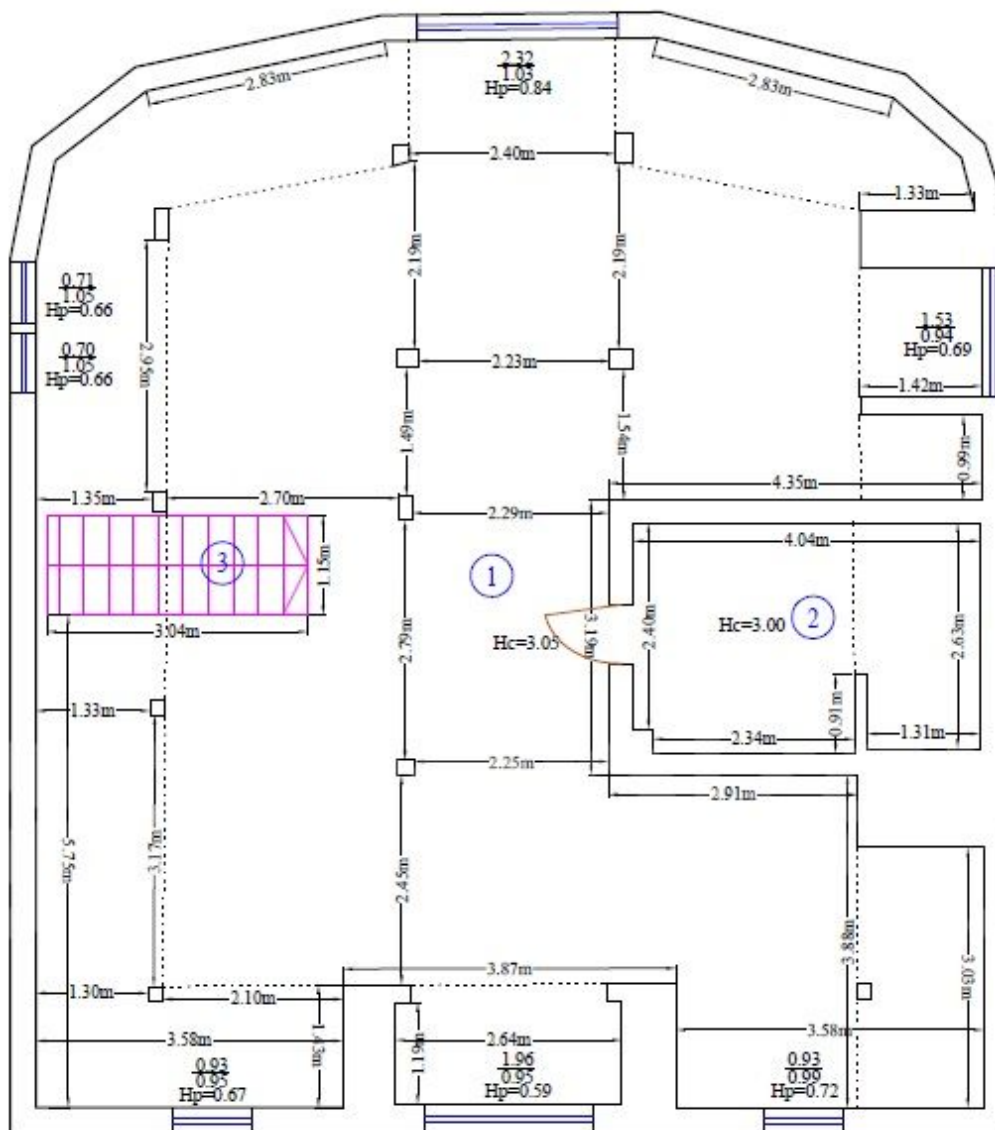 2.32
1.03
Hp=0.84
2.83m
2.83m
2.40m
1.33m
2.19m
2.19m
0.71
1.05
Hp=0.66
0.70
1.05
Hp=0.66
1.53
0.94
Hp=0.69
2.95m
2.23m
1.42m
1.49m
1.54m
0.99m
4.35m
1.35m
2.70m
2.29m
3
1.15m
1
4.04m
3.04m
2.79m
Hc=3.05
3.19m
2.40m
Hc=3.00
2
2.63m
1.33m
0.91m
1.31m
2.34m
2.25m
2.91m
5.75m
3.17m
2.45m
3.88m
3.03m
3.87m
1.30m
2.10m
1.43m
3.58m
1.19m
2.64m
3.58m
0.93
0.95
Hp=0.67
1.96
0.95
Hp=0.59
0.93
0.99
Hp=0.72